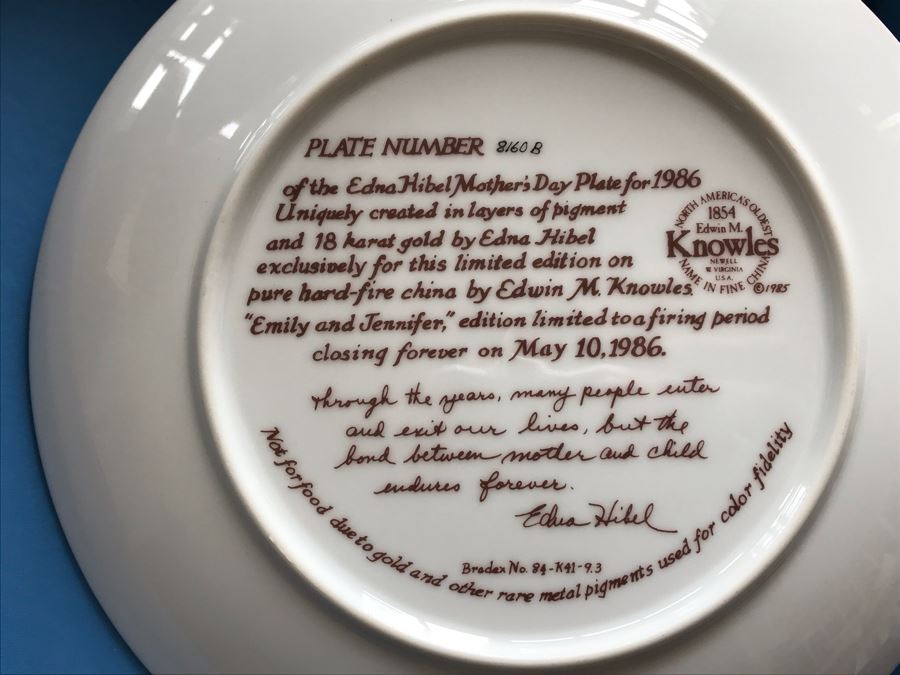 PLATE NUMBER 8160B
of the Edna Hibel Mother's Day Plate for 1986
Uniquely created in layers of pigment
and 18 karat gold by Edna Hibel
exclusively for this limited edition on
pure hard-fire china by Edwin M. Knowles.
"Emily and Jennifer," edition limited to a firing period
closing forever on May 10, 1986.
NORTH AMERICA'S OLDEST
1854
Edwin M.
Knowles
NEWELL
W VIRGINIA
U.S.A.
NAME IN FINE CHINA
©1985
Through the years, many people enter
and exit our lives, but the
bond between mother and child
endures forever.
Edna Hibel
Bradex No. 84-K41-9.3
Not for food due to gold and other rare metal pigments used for color fidelity